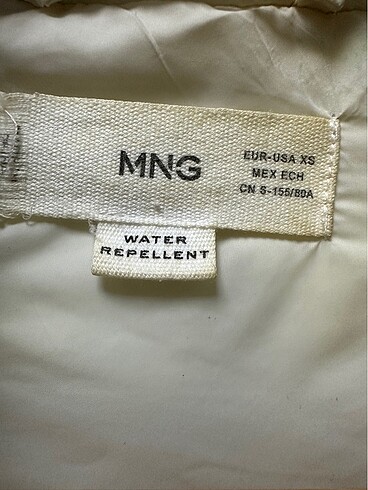 MNG
EUR-USA XS
MEX ECH
CN S-155/80A
WATER
REPELLENT